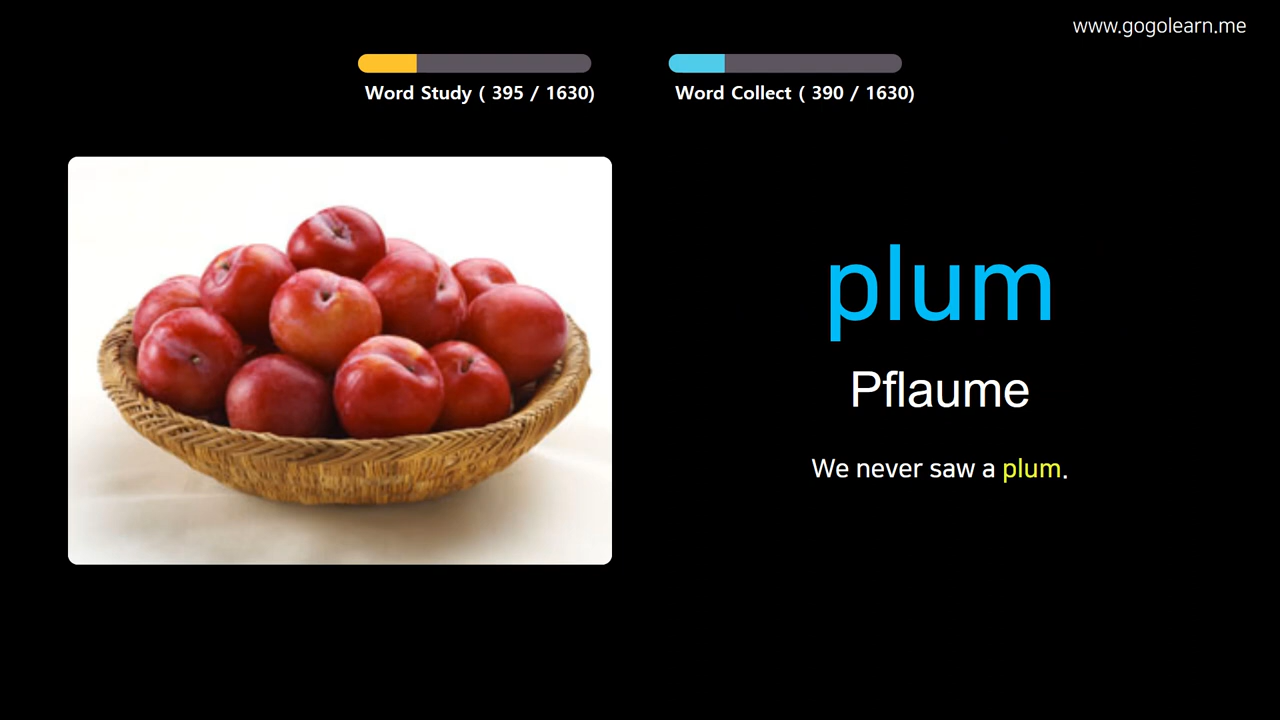 www.gogolearn.me
Word Study ( 395 / 1630)
Word Collect ( 390 / 1630)
plum
Pflaume
We never saw a plum.